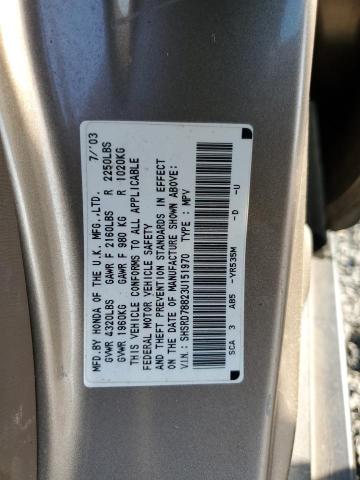 MFD.BY HONDA OF THE U.K. MFG.,LTD. 7/'03
GVWR 4320LBS GAWR F 2160LBS R 2250LBS
GVWR 1960KG GAWR F 980 KG R 1020KG
THIS VEHICLE CONFORMS TO ALL APPLICABLE
FEDERAL MOTOR VEHICLE SAFETY
AND THEFT PREVENTION STANDARDS IN EFFECT
ON THE DATE OF MANUFACTURE SHOWN ABOVE.
V.I.N.: SHSRD78823U151970 TYPE: MPV
SCA 3 AB5 -YR535M -D -U